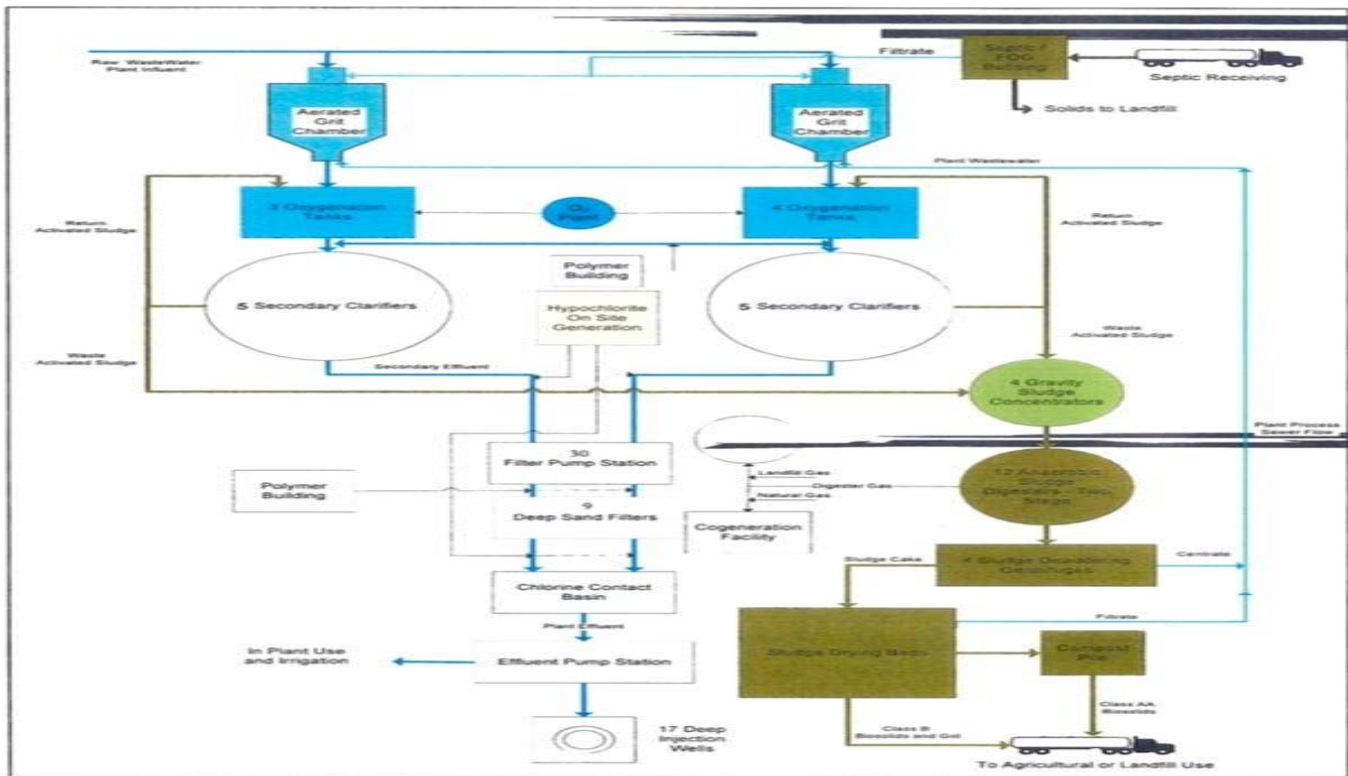 Raw WasteWater
Plant Influent
Filtrate
Septic /
FOG
Building
Septic Receiving
Solids to Landfill
Aerated
Grit
Chamber
Aerated
Grit
Chamber
Plant Wastewater
3 Oxygenation
Tanks
O2
Plant
4 Oxygenation
Tanks
Return
Activated Sludge
Return
Activated Sludge
Polymer
Building
5 Secondary Clarifiers
Hypochlorite
On Site
Generation
5 Secondary Clarifiers
Waste
Activated Sludge
Waste
Activated Sludge
Secondary Effluent
4 Gravity
Sludge
Concentrators
Plant Process
Sewer Flow
30
Filter Pump Station
Landfill Gas
Digester Gas
Natural Gas
12 Anaerobic
Sludge
Digesters - Two
Steps
Polymer
Building
9
Deep Sand Filters
Cogeneration
Facility
Sludge Cake
4 Sludge Dewatering
Centrifuges
Centrate
Chlorine Contact
Basin
Filtrate
Plant Effluent
In Plant Use
and Irrigation
Effluent Pump Station
Sludge Drying Beds
Compost
Pile
Class AA
Biosolids
17 Deep
Injection
Wells
Class B
Biosolids and Grit
To Agricultural or Landfill Use